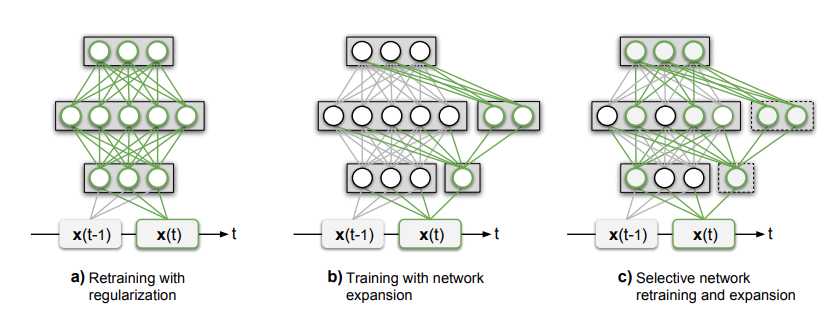 x(t-1) x(t) t
x(t-1) x(t) t
x(t-1) x(t) t
a) Retraining with
regularization
b) Training with network
expansion
c) Selective network
retraining and expansion